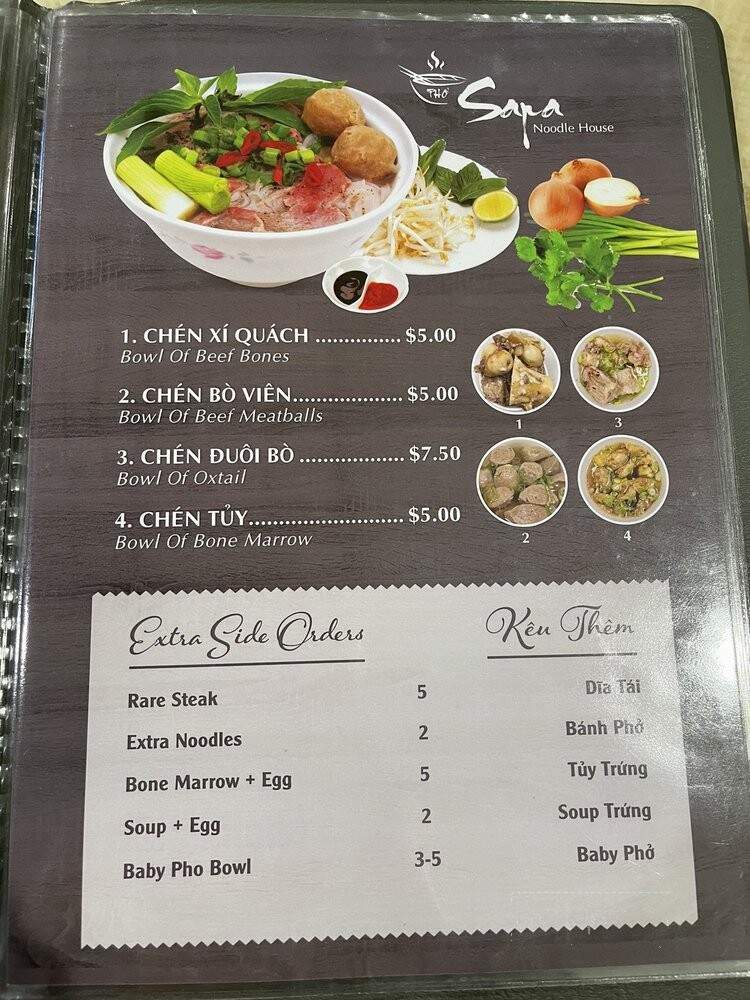 PHO
Sapa
Noodle House
1. CHÉN XÍ QUÁCH ............... $5.00
Bowl Of Beef Bones
2. CHÉN BÒ VIÊN.................... $5.00
Bowl Of Beef Meatballs
3. CHÉN ĐUÔI BÒ ................... $7.50
Bowl Of Oxtail
4. CHÉN TỦY............................ $5.00
Bowl Of Bone Marrow
1 3
2 4
Extra Side Orders Kêu Thêm
Rare Steak 5 Dĩa Tái
Extra Noodles 2 Bánh Phở
Bone Marrow + Egg 5 Tủy Trứng
Soup + Egg 2 Soup Trứng
Baby Pho Bowl 3-5 Baby Phở